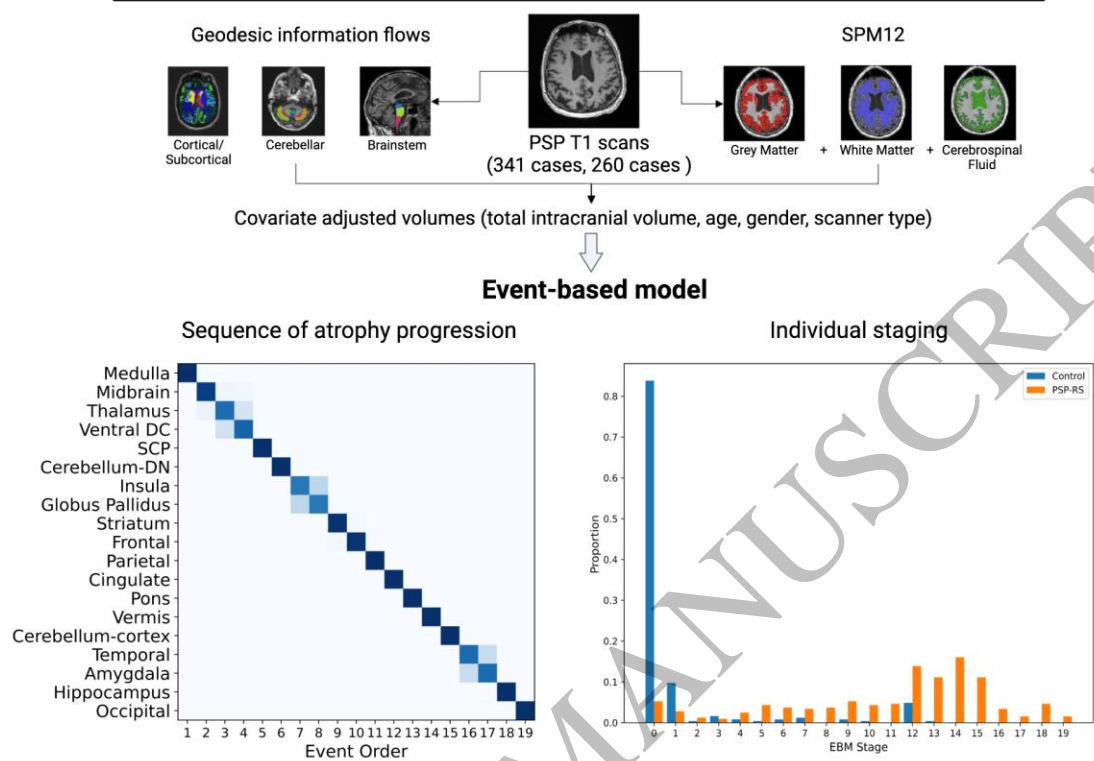 Geodesic information flows
SPM12
Cortical/
Subcortical
Cerebellar
Brainstem
PSP T1 scans
(341 cases, 260 cases )
Grey Matter + White Matter + Cerebrospinal
Fluid
Covariate adjusted volumes (total intracranial volume, age, gender, scanner type)
Event-based model
Sequence of atrophy progression
Medulla
Midbrain
Thalamus
Ventral DC
SCP
Cerebellum-DN
Insula
Globus Pallidus
Striatum
Frontal
Parietal
Cingulate
Pons
Vermis
Cerebellum-cortex
Temporal
Amygdala
Hippocampus
Occipital
1 2 3 4 5 6 7 8 9 10 11 12 13 14 15 16 17 18 19
Event Order
Individual staging
Control
PSP-RS
0.8
0.7
0.6
0.5
0.4
0.3
0.2
0.1
0.0
Proportion
0 1 2 3 4 5 6 7 8 9 10 11 12 13 14 15 16 17 18 19
EBM Stage
MANUSCRIP